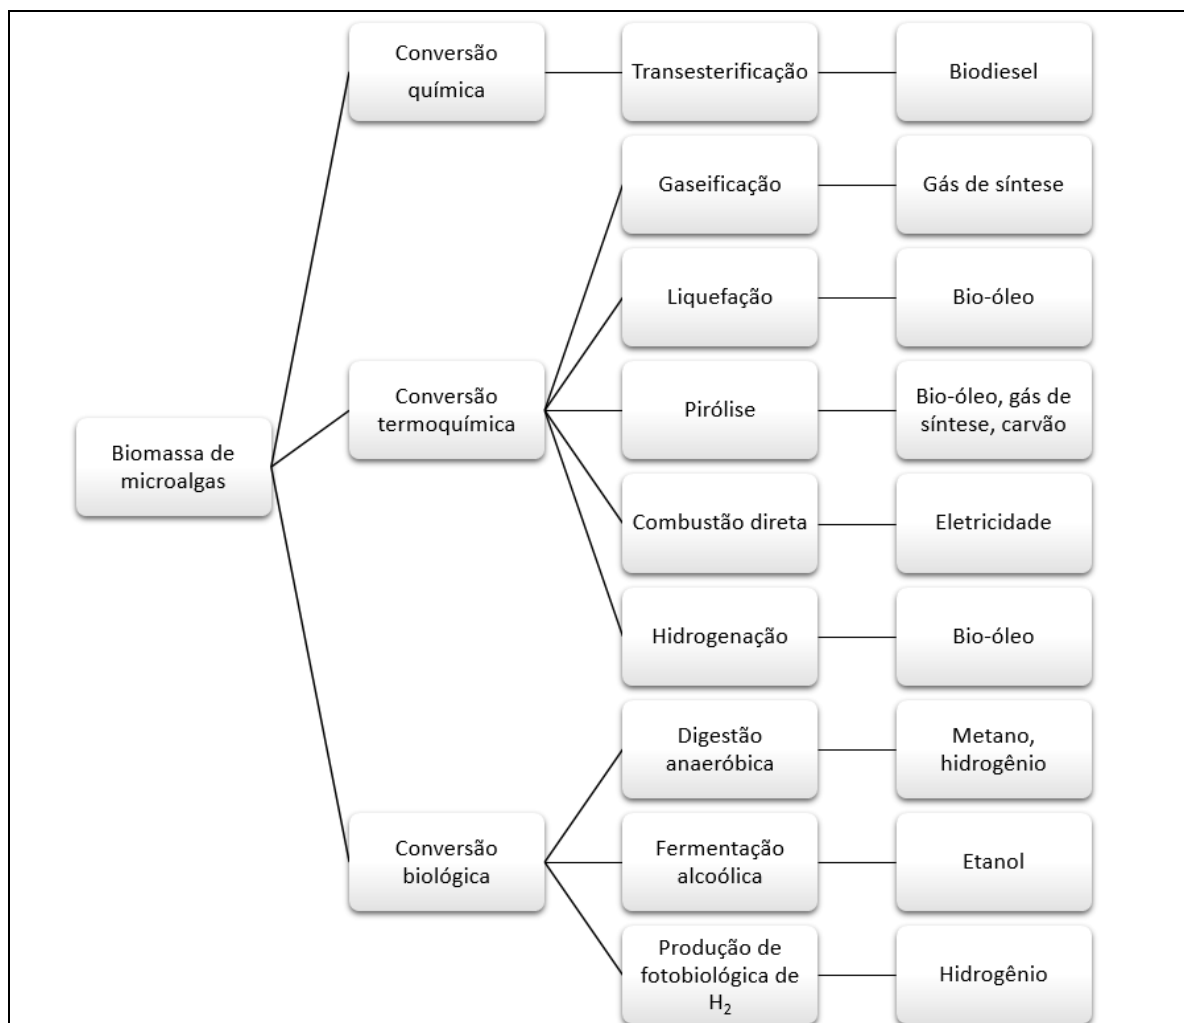 Conversão
química
Transesterificação
Biodiesel
Gaseificação
Gás de síntese
Liquefação
Bio-óleo
Biomassa de
microalgas
Conversão
termoquímica
Pirólise
Bio-óleo, gás de
síntese, carvão
Combustão direta
Eletricidade
Hidrogenação
Bio-óleo
Conversão
biológica
Digestão
anaeróbica
Metano,
hidrogênio
Fermentação
alcoólica
Etanol
Produção de
fotobiológica de
H₂
Hidrogênio